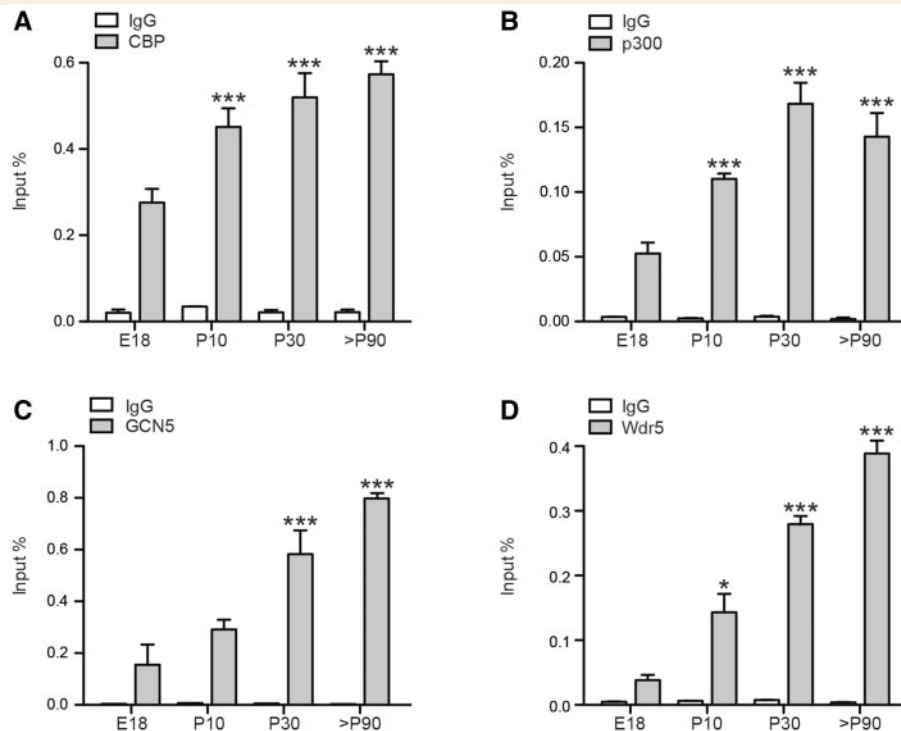 A
IgG
CBP
Input %
0.6
0.4
0.2
0.0
***
***
***
E18 P10 P30 >P90
B
IgG
p300
Input %
0.20
0.15
0.10
0.05
0.00
***
***
***
E18 P10 P30 >P90
C
IgG
GCN5
Input %
1.0
0.8
0.6
0.4
0.2
0.0
***
***
E18 P10 P30 >P90
D
IgG
Wdr5
Input %
0.4
0.3
0.2
0.1
0.0
*
***
***
E18 P10 P30 >P90